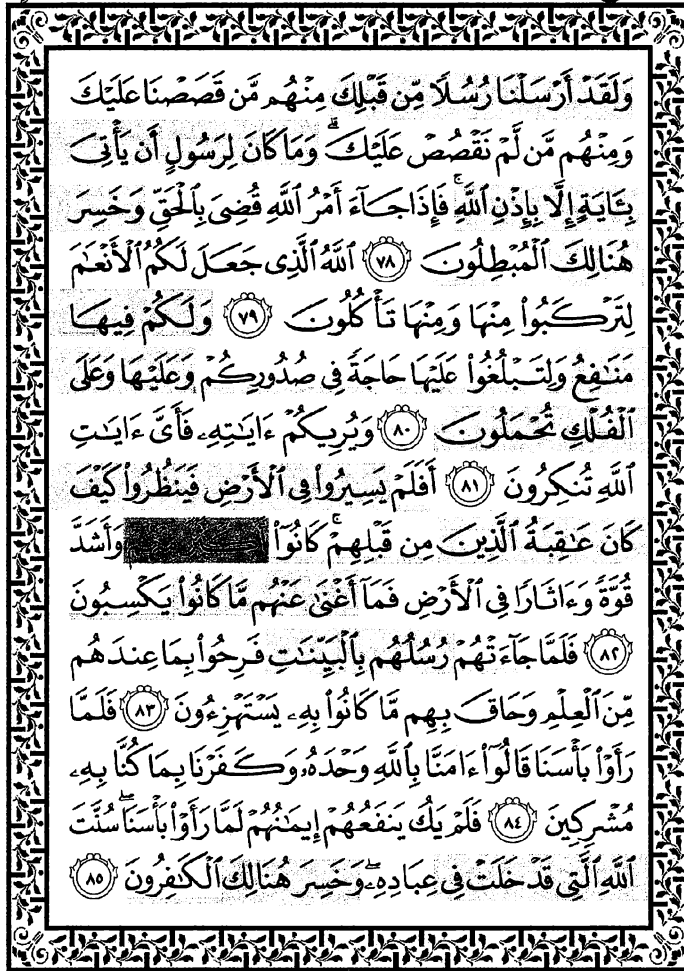 وَلَقَدْ أَرْسَلْنَا رُسُلًا مِّن قَبْلِكَ مِنْهُم مَّن قَصَصْنَا عَلَيْكَ
وَمِنْهُم مَّن لَّمْ نَقْصُصْ عَلَيْكَ ۗ وَمَا كَانَ لِرَسُولٍ أَن يَأْتِىَ
بِـَٔايَةٍ إِلَّا بِإِذْنِ ٱللَّهِ ۚ فَإِذَا جَآءَ أَمْرُ ٱللَّهِ قُضِىَ بِٱلْحَقِّ وَخَسِرَ
هُنَالِكَ ٱلْمُبْطِلُونَ ٧٨ ٱللَّهُ ٱلَّذِى جَعَلَ لَكُمُ ٱلْأَنْعَٰمَ
لِتَرْكَبُوا۟ مِنْهَا وَمِنْهَا تَأْكُلُونَ ٧٩ وَلَكُمْ فِيهَا
مَنَٰفِعُ وَلِتَبْلُغُوا۟ عَلَيْهَا حَاجَةً فِى صُدُورِكُمْ وَعَلَيْهَا وَعَلَى
ٱلْفُلْكِ تُحْمَلُونَ ٨٠ وَيُرِيكُمْ ءَايَٰتِهِۦ فَأَىَّ ءَايَٰتِ
ٱللَّهِ تُنكِرُونَ ٨١ أَفَلَمْ يَسِيرُوا۟ فِى ٱلْأَرْضِ فَيَنظُرُوا۟ كَيْفَ
كَانَ عَٰقِبَةُ ٱلَّذِينَ مِن قَبْلِهِمْ ۚ كَانُوٓا۟ وَأَشَدَّ
قُوَّةً وَءَاثَارًا فِى ٱلْأَرْضِ فَمَآ أَغْنَىٰ عَنْهُم مَّا كَانُوا۟ يَكْسِبُونَ
٨٢ فَلَمَّا جَآءَتْهُمْ رُسُلُهُم بِٱلْبَيِّنَٰتِ فَرِحُوا۟ بِمَا عِندَهُم
مِّنَ ٱلْعِلْمِ وَحَاقَ بِهِم مَّا كَانُوا۟ بِهِۦ يَسْتَهْزِءُونَ ٨٣ فَلَمَّا
رَأَوْا۟ بَأْسَنَا قَالُوٓا۟ ءَامَنَّا بِٱللَّهِ وَحْدَهُۥ وَكَفَرْنَا بِمَا كُنَّا بِهِۦ
مُشْرِكِينَ ٨٤ فَلَمْ يَكُ يَنفَعُهُمْ إِيمَٰنُهُمْ لَمَّا رَأَوْا۟ بَأْسَنَا ۖ سُنَّتَ
ٱللَّهِ ٱلَّتِى قَدْ خَلَتْ فِى عِبَادِهِۦ ۖ وَخَسِرَ هُنَالِكَ ٱلْكَٰفِرُونَ ٨٥